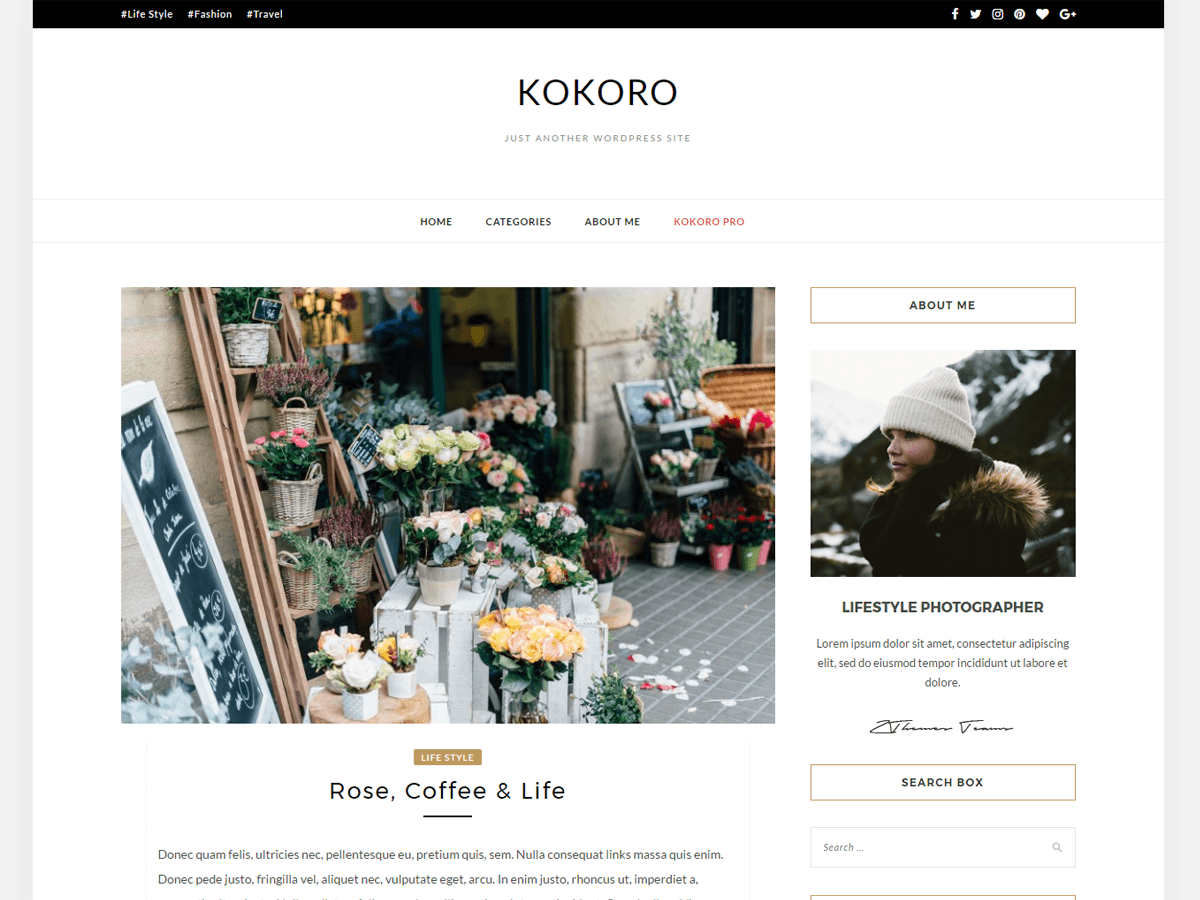 #Life Style #Fashion #Travel
KOKORO
JUST ANOTHER WORDPRESS SITE
HOME CATEGORIES ABOUT ME KOKORO PRO
ABOUT ME
LIFESTYLE PHOTOGRAPHER
Lorem ipsum dolor sit amet, consectetur adipiscing
elit, sed do eiusmod tempor incididunt ut labore et
dolore.
ZThemes Team
SEARCH BOX
Search ...
LIFE STYLE
Rose, Coffee & Life
Donec quam felis, ultricies nec, pellentesque eu, pretium quis, sem. Nulla consequat links massa quis enim.
Donec pede justo, fringilla vel, aliquet nec, vulputate eget, arcu. In enim justo, rhoncus ut, imperdiet a,